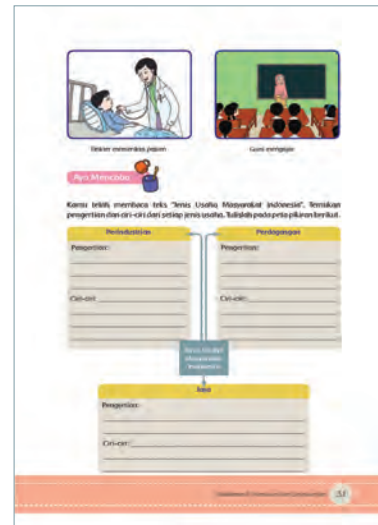 Dokter memeriksa pasien
Guru mengajar
Ayo Mencoba
Kamu telah membaca teks "Jenis Usaha Masyarakat Indonesia". Temukan
pengertian dan ciri-ciri dari setiap jenis usaha. Tulislah pada peta pikiran berikut.
Perindustrian
Perdagangan
Pengertian:
Pengertian:
Ciri-ciri:
Ciri-ciri:
Jenis Usaha
Masyarakat
Indonesia
Jasa
Pengertian:
Ciri-ciri: